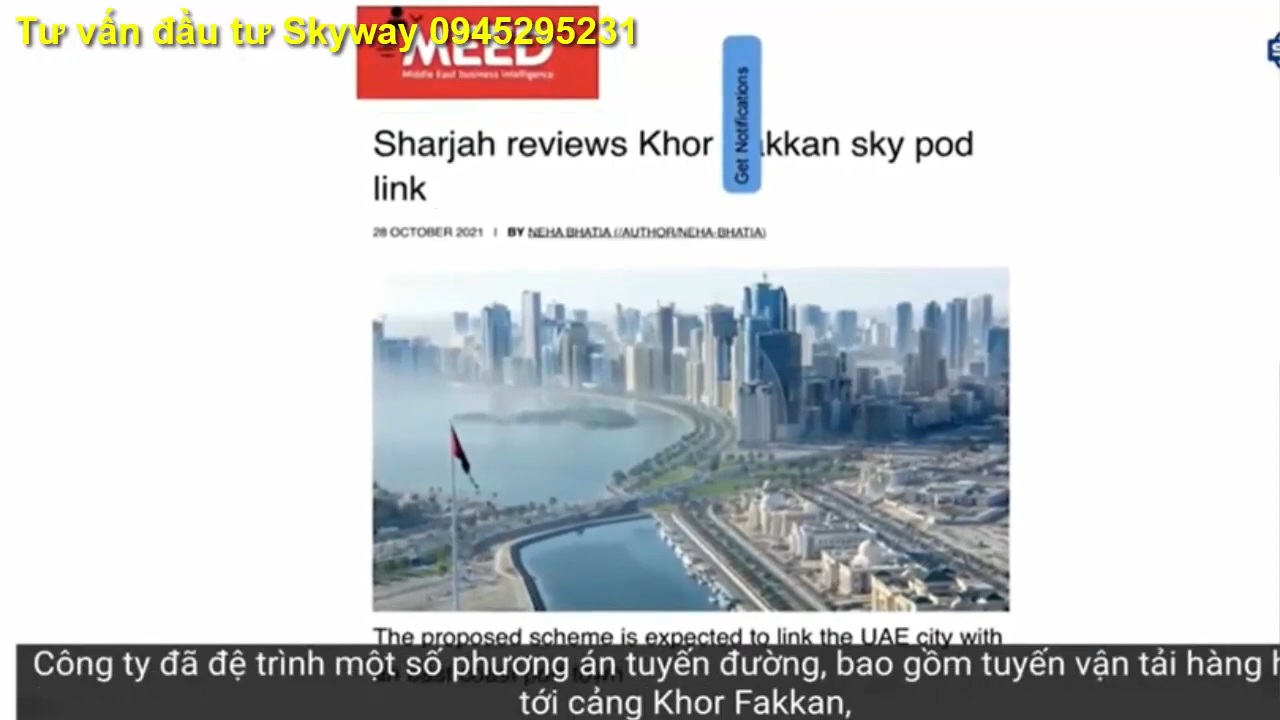 Tư vấn đầu tư Skyway 0945295231
MEED
Middle East business intelligence
Get Notifications
Sharjah reviews Khor kkan sky pod
link
28 OCTOBER 2021 | BY NEHA BHATIA (/AUTHOR/NEHA-BHATIA)
The proposed scheme is expected to link the UAE city with
Công ty đã đệ trình một số phương án tuyến đường, bao gồm tuyến vận tải hàng h
tới cảng Khor Fakkan,